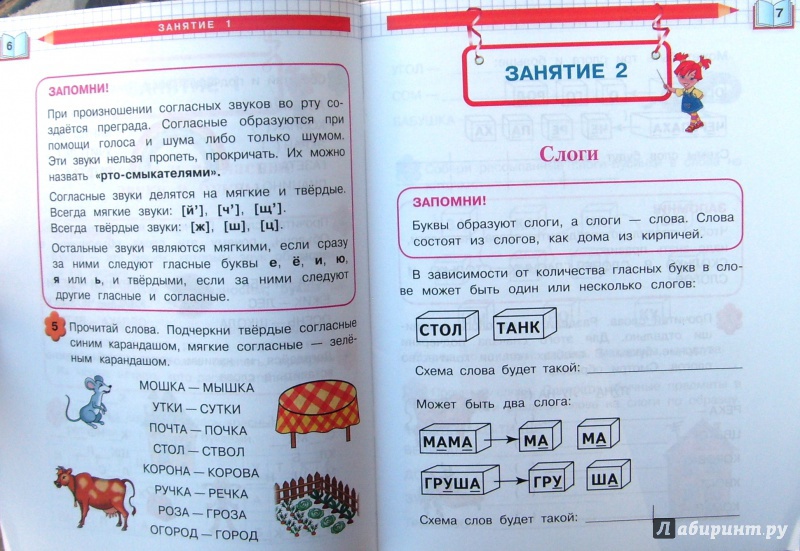 6
ЗАНЯТИЕ 1
ЗАПОМНИ!
При произношении согласных звуков во рту со-
здаётся преграда. Согласные образуются при
помощи голоса и шума либо только шумом.
Эти звуки нельзя пропеть, прокричать. Их можно
назвать «рто-смыкателями».
Согласные звуки делятся на мягкие и твёрдые.
Всегда мягкие звуки: [й’], [ч’], [щ’].
Всегда твёрдые звуки: [ж], [ш], [ц].
Остальные звуки являются мягкими, если сразу
за ними следуют гласные буквы е, ё, и, ю,
я или ь, и твёрдыми, если за ними следуют
другие гласные и согласные.
5 Прочитай слова. Подчеркни твёрдые согласные
синим карандашом, мягкие согласные — зелё-
ным карандашом.
МОШКА — МЫШКА
УТКИ — СУТКИ
ПОЧТА — ПОЧКА
СТОЛ — СТВОЛ
КОРОНА — КОРОВА
РУЧКА — РЕЧКА
РОЗА — ГРОЗА
ОГОРОД — ГОРОД
7
ЗАНЯТИЕ 2
Слоги
ЗАПОМНИ!
Буквы образуют слоги, а слоги — слова. Слова
состоят из слогов, как дома из кирпичей.
В зависимости от количества гласных букв в сло-
ве может быть один или несколько слогов:
СТОЛ ТАНК
Схема слова будет такой:
Может быть два слога:
МАМА МА МА
ГРУША ГРУ ША
Схема слов будет такой:
Лабиринт.ру